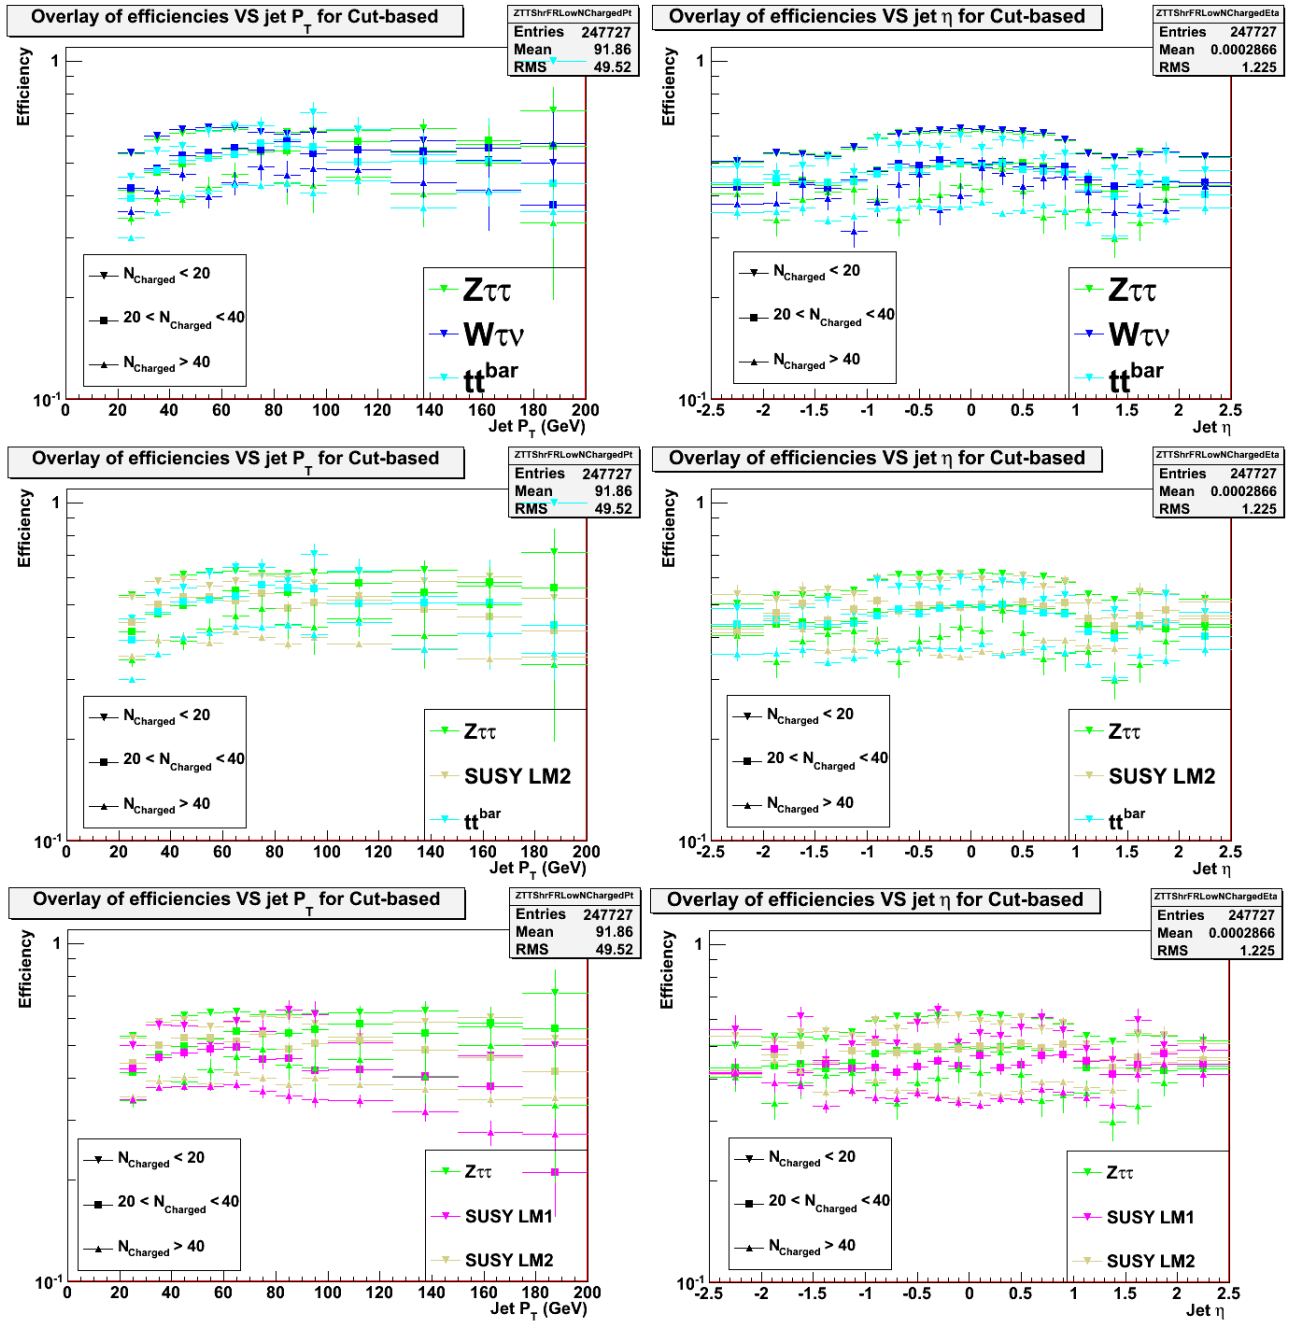 Overlay of efficiencies VS jet P_T for Cut-based
ZTTShrFRLowNChargedPt
Entries 247727
Mean 91.86
RMS 49.52
Efficiency
1
10^-1
N_Charged < 20
20 < N_Charged < 40
N_Charged > 40
Zττ
Wτν
tt^bar
0 20 40 60 80 100 120 140 160 180 200
Jet P_T (GeV)
Overlay of efficiencies VS jet η for Cut-based
ZTTShrFRLowNChargedEta
Entries 247727
Mean 0.0002866
RMS 1.225
Efficiency
1
10^-1
N_Charged < 20
20 < N_Charged < 40
N_Charged > 40
Zττ
Wτν
tt^bar
-2.5 -2 -1.5 -1 -0.5 0 0.5 1 1.5 2 2.5
Jet η
Overlay of efficiencies VS jet P_T for Cut-based
ZTTShrFRLowNChargedPt
Entries 247727
Mean 91.86
RMS 49.52
Efficiency
1
10^-1
N_Charged < 20
20 < N_Charged < 40
N_Charged > 40
Zττ
SUSY LM2
tt^bar
0 20 40 60 80 100 120 140 160 180 200
Jet P_T (GeV)
Overlay of efficiencies VS jet η for Cut-based
ZTTShrFRLowNChargedEta
Entries 247727
Mean 0.0002866
RMS 1.225
Efficiency
1
10^-1
N_Charged < 20
20 < N_Charged < 40
N_Charged > 40
Zττ
SUSY LM2
tt^bar
-2.5 -2 -1.5 -1 -0.5 0 0.5 1 1.5 2 2.5
Jet η
Overlay of efficiencies VS jet P_T for Cut-based
ZTTShrFRLowNChargedPt
Entries 247727
Mean 91.86
RMS 49.52
Efficiency
1
10^-1
N_Charged < 20
20 < N_Charged < 40
N_Charged > 40
Zττ
SUSY LM1
SUSY LM2
0 20 40 60 80 100 120 140 160 180 200
Jet P_T (GeV)
Overlay of efficiencies VS jet η for Cut-based
ZTTShrFRLowNChargedEta
Entries 247727
Mean 0.0002866
RMS 1.225
Efficiency
1
10^-1
N_Charged < 20
20 < N_Charged < 40
N_Charged > 40
Zττ
SUSY LM1
SUSY LM2
-2.5 -2 -1.5 -1 -0.5 0 0.5 1 1.5 2 2.5
Jet η